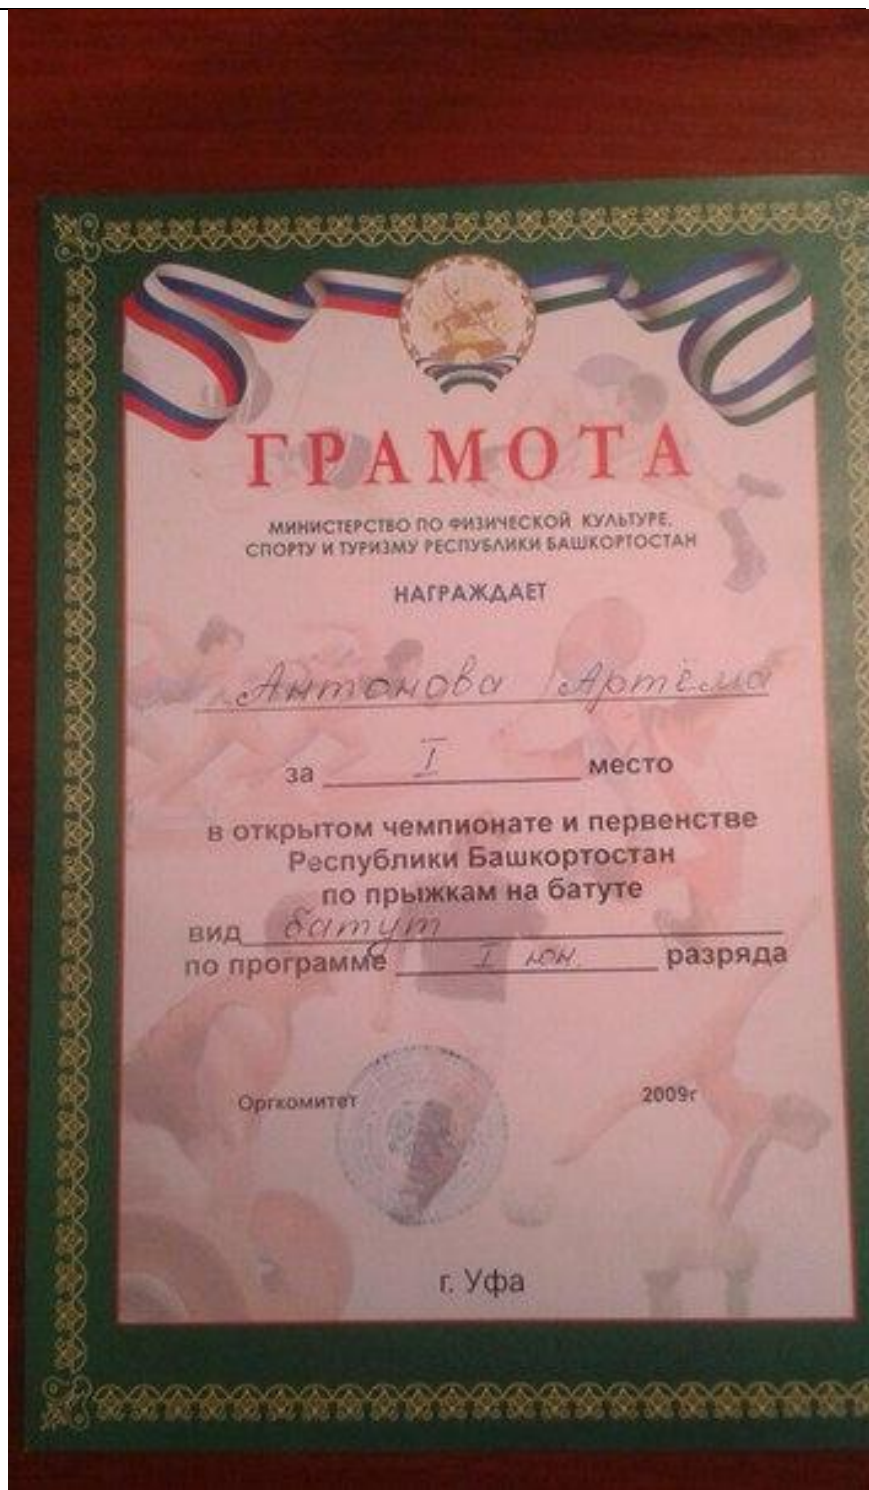 ГРАМОТА
МИНИСТЕРСТВО ПО ФИЗИЧЕСКОЙ КУЛЬТУРЕ,
СПОРТУ И ТУРИЗМУ РЕСПУБЛИКИ БАШКОРТОСТАН
НАГРАЖДАЕТ
Антонова Артёма
за I место
в открытом чемпионате и первенстве
Республики Башкортостан
по прыжкам на батуте
вид батут
по программе I юн. разряда
Оргкомитет 2009г
г. Уфа